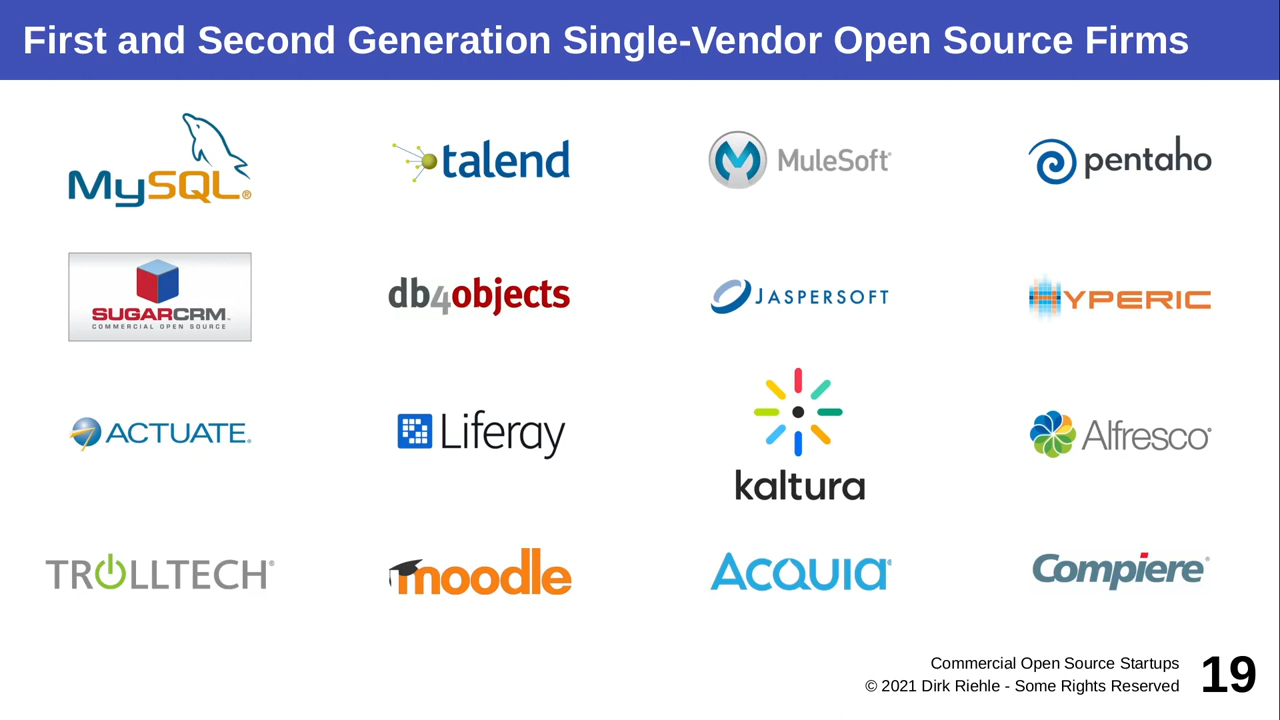 First and Second Generation Single-Vendor Open Source Firms
MySQL®
talend
MuleSoft®
pentaho
SUGARCRM™
COMMERCIAL OPEN SOURCE
db4objects
JASPERSOFT
HYPERIC
ACTUATE®
Liferay
kaltura
Alfresco®
TROLLTECH®
moodle
ACQUIA®
Compiere®
Commercial Open Source Startups
© 2021 Dirk Riehle - Some Rights Reserved
19